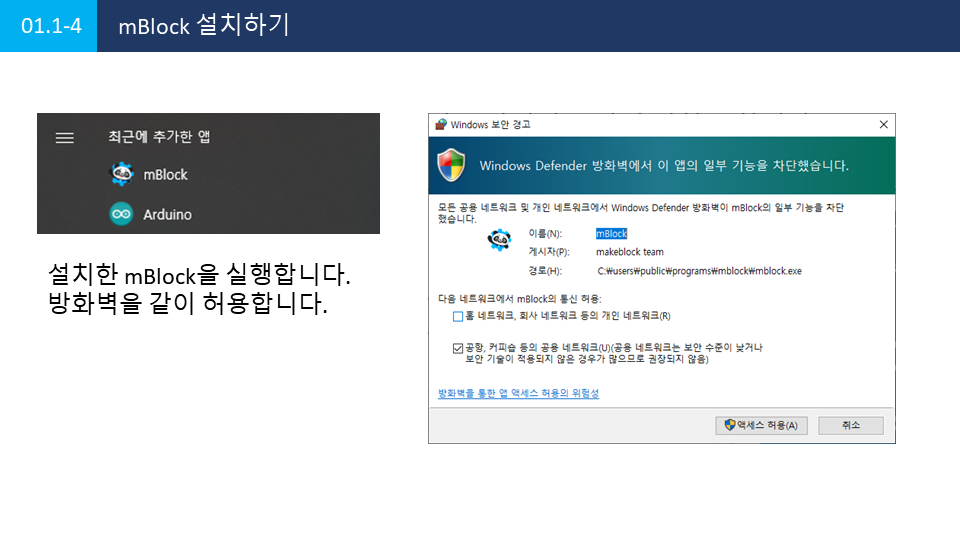 01.1-4
mBlock 설치하기
최근에 추가한 앱
mBlock
Arduino
설치한 mBlock을 실행합니다.
방화벽을 같이 허용합니다.
Windows 보안 경고
Windows Defender 방화벽에서 이 앱의 일부 기능을 차단했습니다.
모든 공용 네트워크 및 개인 네트워크에서 Windows Defender 방화벽이 mBlock의 일부 기능을 차단
했습니다.
이름(N): mBlock
게시자(P): makeblock team
경로(H): C:₩users₩public₩programs₩mblock₩mblock.exe
다음 네트워크에서 mBlock의 통신 허용:
홈 네트워크, 회사 네트워크 등의 개인 네트워크(R)
공항, 커피숍 등의 공용 네트워크(U)(공용 네트워크는 보안 수준이 낮거나
보안 기술이 적용되지 않은 경우가 많으므로 권장되지 않음)
방화벽을 통한 앱 액세스 허용의 위험성
액세스 허용(A)
취소